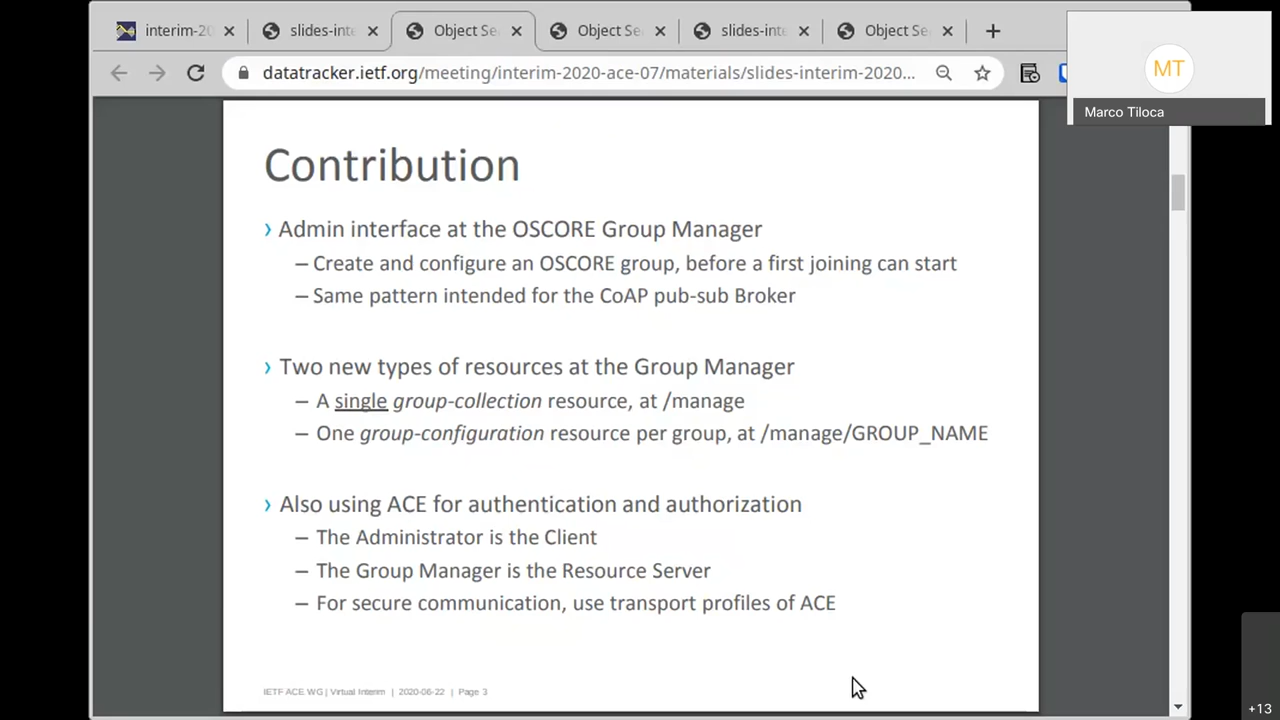 interim-20
slides-inte
Object Se
Object Se
slides-inte
Object Se
datatracker.ietf.org/meeting/interim-2020-ace-07/materials/slides-interim-2020...
MT
Marco Tiloca
Contribution
› Admin interface at the OSCORE Group Manager
– Create and configure an OSCORE group, before a first joining can start
– Same pattern intended for the CoAP pub-sub Broker
› Two new types of resources at the Group Manager
– A single group-collection resource, at /manage
– One group-configuration resource per group, at /manage/GROUP_NAME
› Also using ACE for authentication and authorization
– The Administrator is the Client
– The Group Manager is the Resource Server
– For secure communication, use transport profiles of ACE
IETF ACE WG | Virtual Interim | 2020-06-22 | Page 3
+13